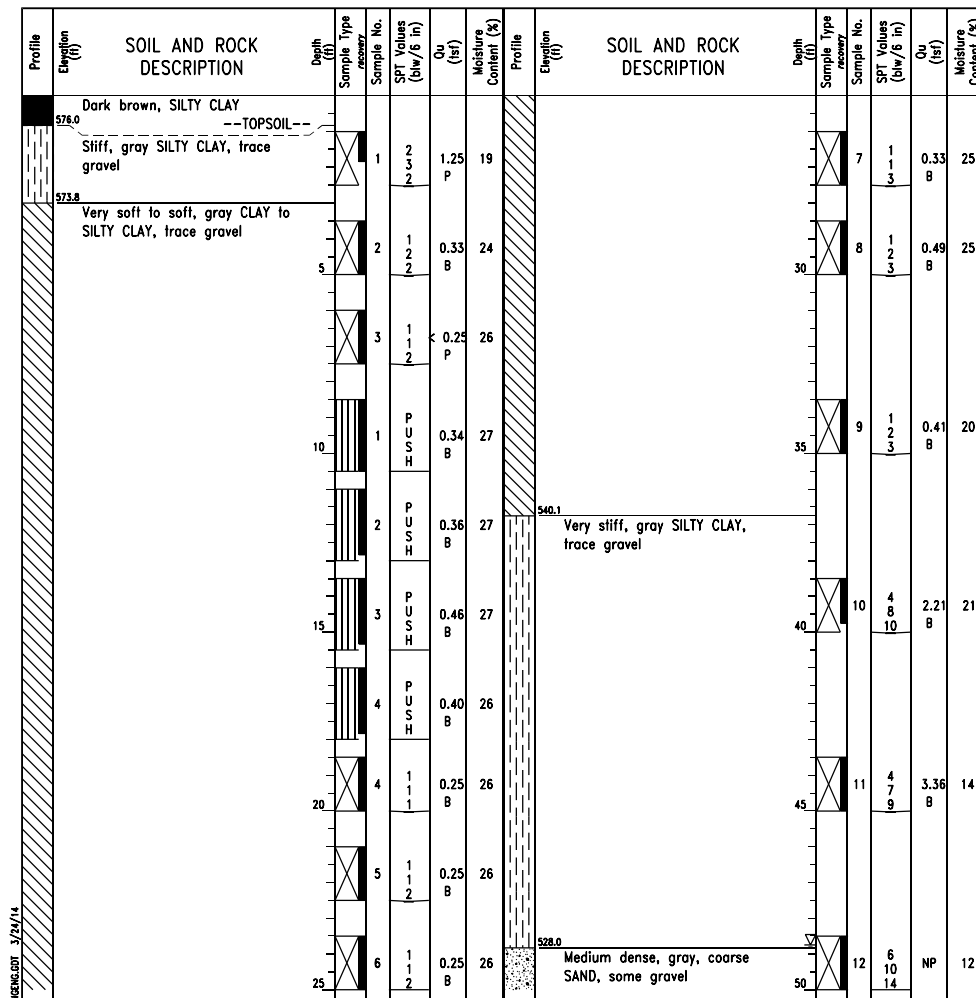 Profile
Elevation
(ft)
SOIL AND ROCK
DESCRIPTION
Depth
(ft)
Sample Type
recovery
Sample No.
SPT Values
(blw/6 in)
Qu
(tsf)
Moisture
Content (%)
Dark brown, SILTY CLAY
576.0
--TOPSOIL--
Stiff, gray SILTY CLAY, trace
gravel
1
2
3
2
1.25
P
19
573.8
Very soft to soft, gray CLAY to
SILTY CLAY, trace gravel
5
2
1
2
2
0.33
B
24
3
1
1
2
< 0.25
P
26
10
1
P
U
S
H
0.34
B
27
2
P
U
S
H
0.36
B
27
15
3
P
U
S
H
0.46
B
27
4
P
U
S
H
0.40
B
26
20
4
1
1
1
0.25
B
26
5
1
1
2
0.25
B
26
25
6
1
1
2
0.25
B
26
NGENG.GDT 3/24/14
Profile
Elevation
(ft)
SOIL AND ROCK
DESCRIPTION
Depth
(ft)
Sample Type
recovery
Sample No.
SPT Values
(blw/6 in)
Qu
(tsf)
Moisture
Content (%)
7
1
1
3
0.33
B
25
30
8
1
2
3
0.49
B
25
35
9
1
2
3
0.41
B
20
540.1
Very stiff, gray SILTY CLAY,
trace gravel
40
10
4
8
10
2.21
B
21
45
11
4
7
9
3.36
B
14
528.0
Medium dense, gray, coarse
SAND, some gravel
50
12
6
10
14
NP
12